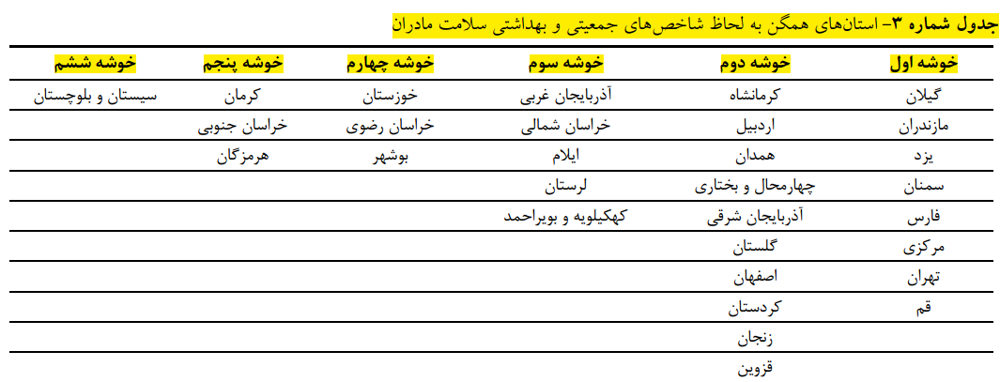 جدول شماره ۳- استان‌های همگن به لحاظ شاخص‌های جمعیتی و بهداشتی سلامت مادران
خوشه اول خوشه دوم خوشه سوم خوشه چهارم خوشه پنجم خوشه ششم
گیلان کرمانشاه آذربایجان غربی خوزستان کرمان سیستان و بلوچستان
مازندران اردبیل خراسان شمالی خراسان رضوی خراسان جنوبی
یزد همدان ایلام بوشهر هرمزگان
سمنان چهارمحال و بختاری لرستان
فارس آذربایجان شرقی کهکیلویه و بویراحمد
مرکزی گلستان
تهران اصفهان
قم کردستان
زنجان
قزوین